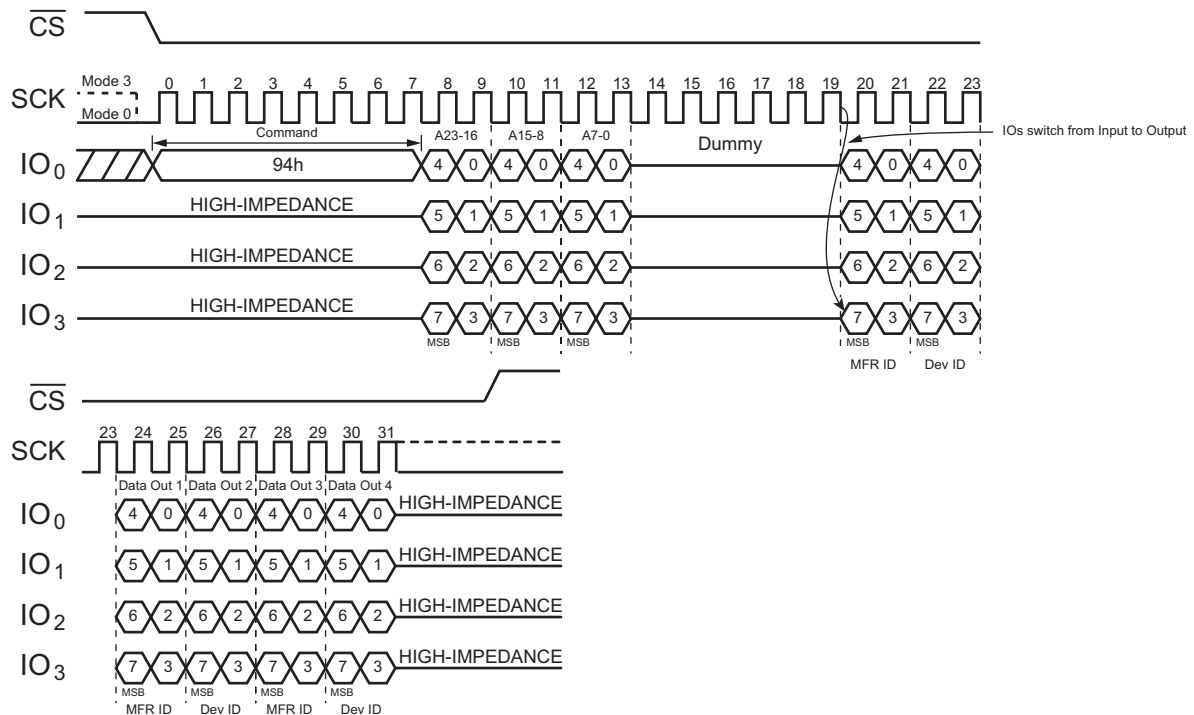 CS
Mode 3
0 1 2 3 4 5 6 7 8 9 10 11 12 13 14 15 16 17 18 19 20 21 22 23
SCK
Mode 0
Command
A23-16 A15-8 A7-0
Dummy
IOs switch from Input to Output
IO0 94h 4 0 4 0 4 0 4 0 4 0
IO1 HIGH-IMPEDANCE 5 1 5 1 5 1 5 1 5 1
IO2 HIGH-IMPEDANCE 6 2 6 2 6 2 6 2 6 2
IO3 HIGH-IMPEDANCE 7 3 7 3 7 3 7 3 7 3
MSB MSB MSB MSB MSB
MFR ID Dev ID
CS
23 24 25 26 27 28 29 30 31
SCK
Data Out 1 Data Out 2 Data Out 3 Data Out 4
IO0 4 0 4 0 4 0 4 0 HIGH-IMPEDANCE
IO1 5 1 5 1 5 1 5 1 HIGH-IMPEDANCE
IO2 6 2 6 2 6 2 6 2 HIGH-IMPEDANCE
IO3 7 3 7 3 7 3 7 3 HIGH-IMPEDANCE
MSB MSB MSB MSB
MFR ID Dev ID MFR ID Dev ID